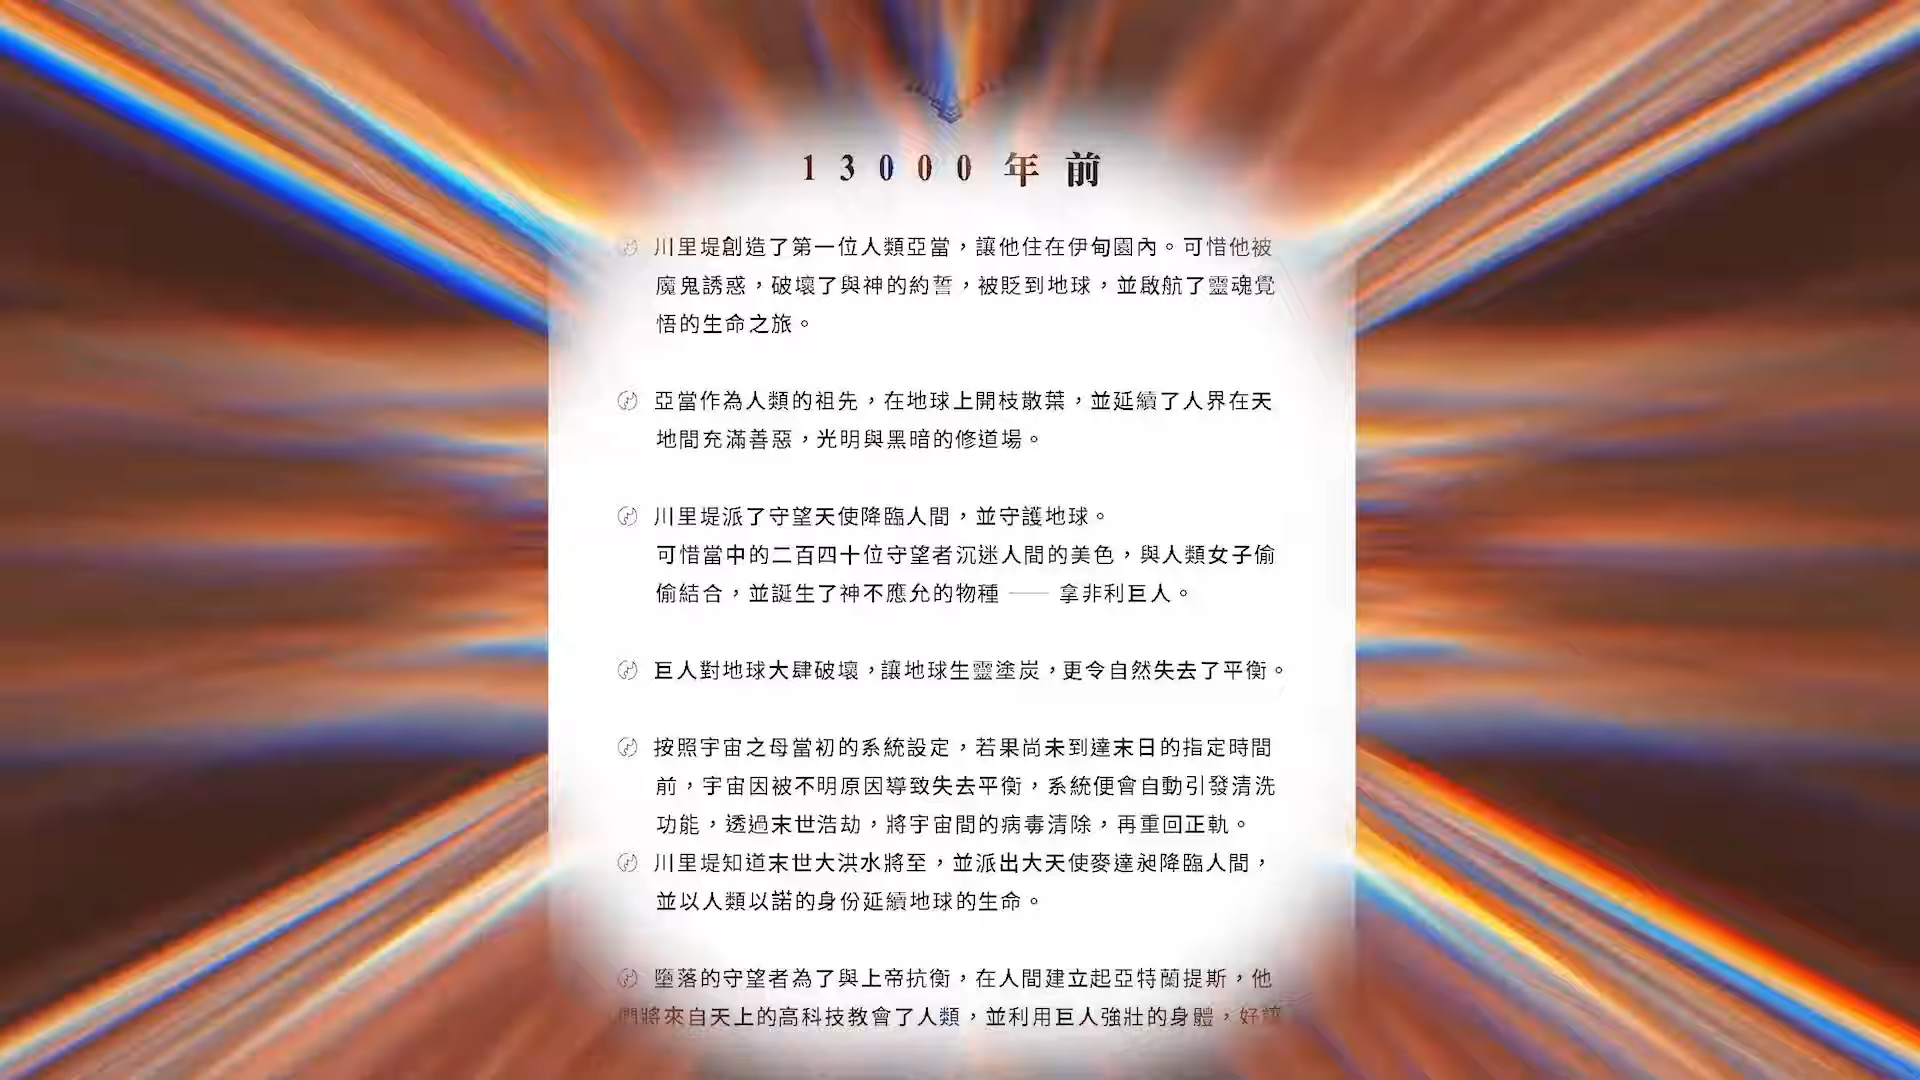 13000年前
川里堤創造了第一位人類亞當，讓他住在伊甸園內。可惜他被
魔鬼誘惑，破壞了與神的約誓，被貶到地球，並啟航了靈魂覺
悟的生命之旅。
亞當作為人類的祖先，在地球上開枝散葉，並延續了人界在天
地間充滿善惡，光明與黑暗的修道場。
川里堤派了守望天使降臨人間，並守護地球。
可惜當中的二百四十位守望者沉迷人間的美色，與人類女子偷
偷結合，並誕生了神不應允的物種 —— 拿非利巨人。
巨人對地球大肆破壞，讓地球生靈塗炭，更令自然失去了平衡。
按照宇宙之母當初的系統設定，若果尚未到達末日的指定時間
前，宇宙因被不明原因導致失去平衡，系統便會自動引發清洗
功能，透過末世浩劫，將宇宙間的病毒清除，再重回正軌。
川里堤知道末世大洪水將至，並派出大天使麥達昶降臨人間，
並以人類以諾的身份延續地球的生命。
墮落的守望者為了與上帝抗衡，在人間建立起亞特蘭提斯，他
們將來自天上的高科技教會了人類，並利用巨人強壯的身體，好讓